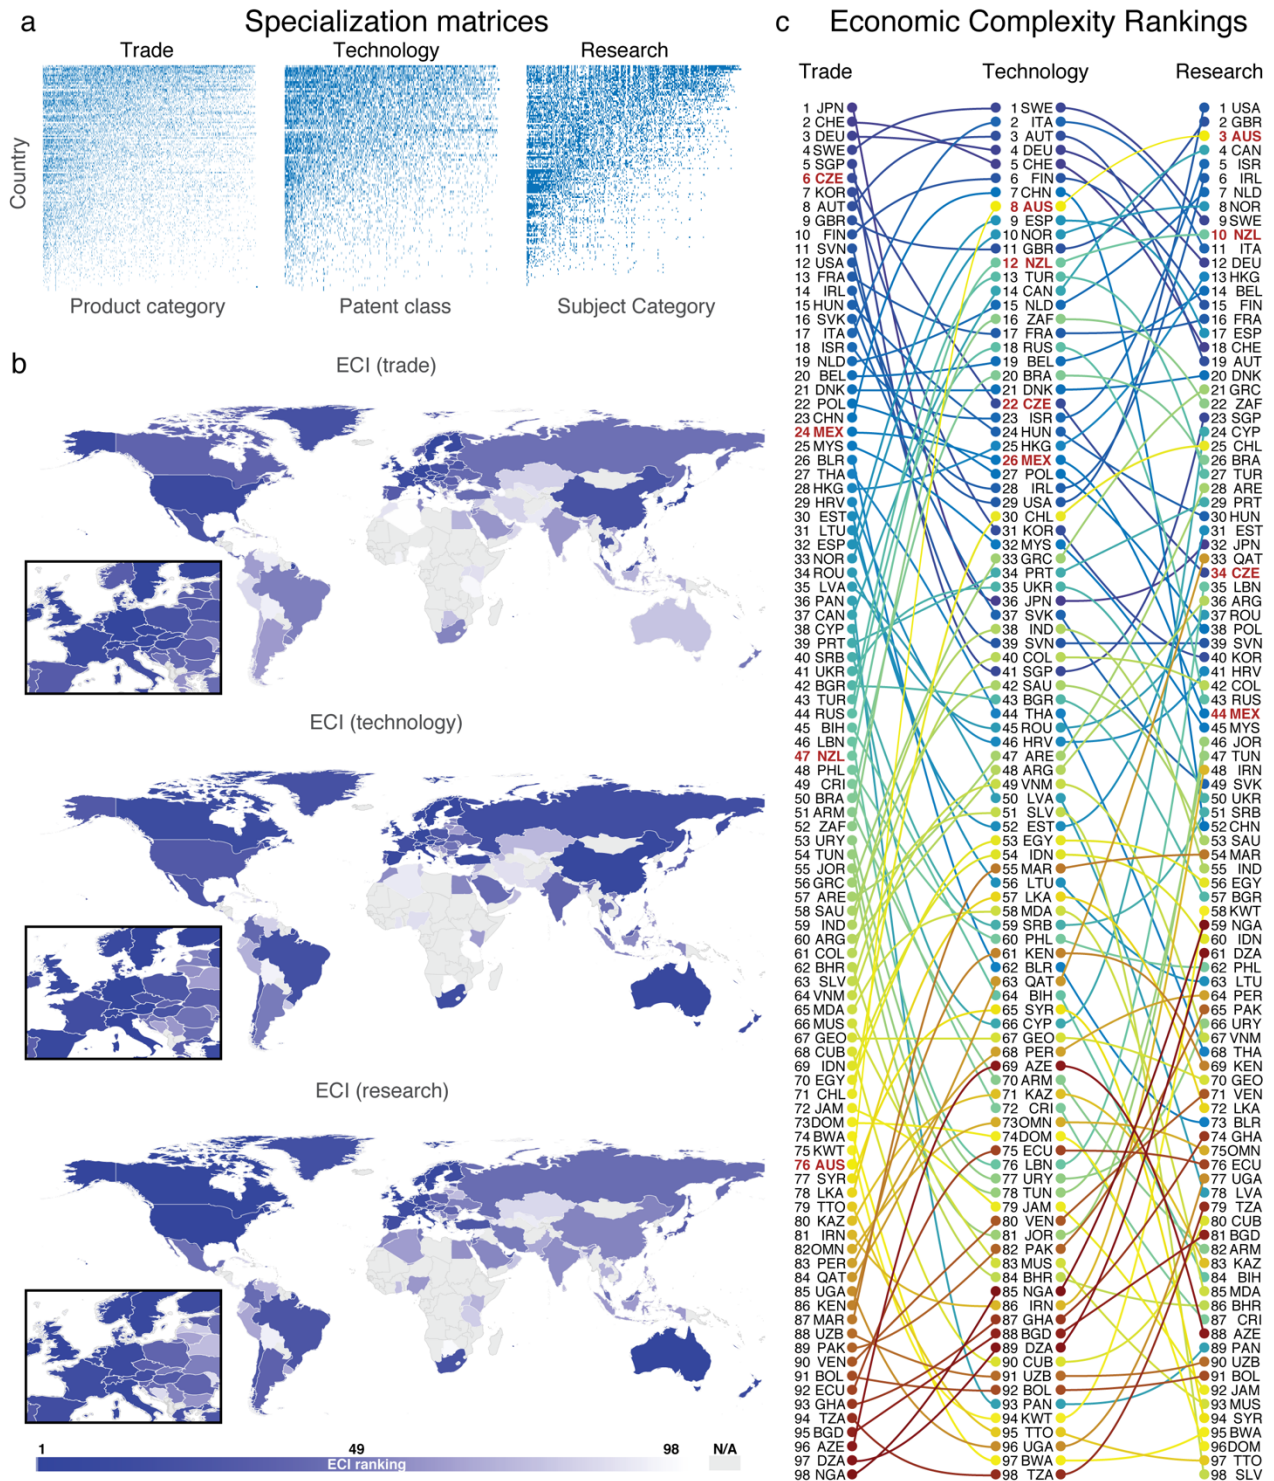 a
Specialization matrices
Trade
Technology
Research
Country
Product category
Patent class
Subject Category
b
ECI (trade)
ECI (technology)
ECI (research)
1
49
98
N/A
ECI ranking
c
Economic Complexity Rankings
Trade
Technology
Research
1 JPN
2 CHE
3 DEU
4 SWE
5 SGP
6 CZE
7 KOR
8 AUT
9 GBR
10 FIN
11 SVN
12 USA
13 FRA
14 IRL
15 HUN
16 SVK
17 ITA
18 ISR
19 NLD
20 BEL
21 DNK
22 POL
23 CHN
24 MEX
25 MYS
26 BLR
27 THA
28 HKG
29 HRV
30 EST
31 LTU
32 ESP
33 NOR
34 ROU
35 LVA
36 PAN
37 CAN
38 CYP
39 PRT
40 SRB
41 UKR
42 BGR
43 TUR
44 RUS
45 BIH
46 LBN
47 NZL
48 PHL
49 CRI
50 BRA
51 ARM
52 ZAF
53 URY
54 TUN
55 JOR
56 GRC
57 ARE
58 SAU
59 IND
60 ARG
61 COL
62 BHR
63 SLV
64 VNM
65 MDA
66 MUS
67 GEO
68 CUB
69 IDN
70 EGY
71 CHL
72 JAM
73 DOM
74 BWA
75 KWT
76 AUS
77 SYR
78 LKA
79 TTO
80 KAZ
81 IRN
82 OMN
83 PER
84 QAT
85 UGA
86 KEN
87 MAR
88 UZB
89 PAK
90 VEN
91 BOL
92 ECU
93 GHA
94 TZA
95 BGD
96 AZE
97 DZA
98 NGA
1 SWE
2 ITA
3 AUT
4 DEU
5 CHE
6 FIN
7 CHN
8 AUS
9 ESP
10 NOR
11 GBR
12 NZL
13 TUR
14 CAN
15 NLD
16 ZAF
17 FRA
18 RUS
19 BEL
20 BRA
21 DNK
22 CZE
23 ISR
24 HUN
25 HKG
26 MEX
27 POL
28 IRL
29 USA
30 CHL
31 KOR
32 MYS
33 GRC
34 PRT
35 UKR
36 JPN
37 SVK
38 IND
39 SVN
40 COL
41 SGP
42 SAU
43 BGR
44 THA
45 ROU
46 HRV
47 ARE
48 ARG
49 VNM
50 LVA
51 SLV
52 EST
53 EGY
54 IDN
55 MAR
56 LTU
57 LKA
58 MDA
59 SRB
60 PHL
61 KEN
62 BLR
63 QAT
64 BIH
65 SYR
66 CYP
67 GEO
68 PER
69 AZE
70 ARM
71 KAZ
72 CRI
73 OMN
74 DOM
75 ECU
76 LBN
77 URY
78 TUN
79 JAM
80 VEN
81 JOR
82 PAK
83 MUS
84 BHR
85 NGA
86 IRN
87 GHA
88 BGD
89 DZA
90 CUB
91 UZB
92 BOL
93 PAN
94 KWT
95 TTO
96 UGA
97 BWA
98 TZA
1 USA
2 GBR
3 AUS
4 CAN
5 ISR
6 IRL
7 NLD
8 NOR
9 SWE
10 NZL
11 ITA
12 DEU
13 HKG
14 BEL
15 FIN
16 FRA
17 ESP
18 CHE
19 AUT
20 DNK
21 GRC
22 ZAF
23 SGP
24 CYP
25 CHL
26 BRA
27 TUR
28 ARE
29 PRT
30 HUN
31 EST
32 JPN
33 QAT
34 CZE
35 LBN
36 ARG
37 ROU
38 POL
39 SVN
40 KOR
41 HRV
42 COL
43 RUS
44 MEX
45 MYS
46 JOR
47 TUN
48 IRN
49 SVK
50 UKR
51 SRB
52 CHN
53 SAU
54 MAR
55 IND
56 EGY
57 BGR
58 KWT
59 NGA
60 IDN
61 DZA
62 PHL
63 LTU
64 PER
65 PAK
66 URY
67 VNM
68 THA
69 KEN
70 GEO
71 VEN
72 LKA
73 BLR
74 GHA
75 OMN
76 ECU
77 UGA
78 LVA
79 TZA
80 CUB
81 BGD
82 ARM
83 KAZ
84 BIH
85 MDA
86 BHR
87 CRI
88 AZE
89 PAN
90 UZB
91 BOL
92 JAM
93 MUS
94 SYR
95 BWA
96 DOM
97 TTO
98 SLV